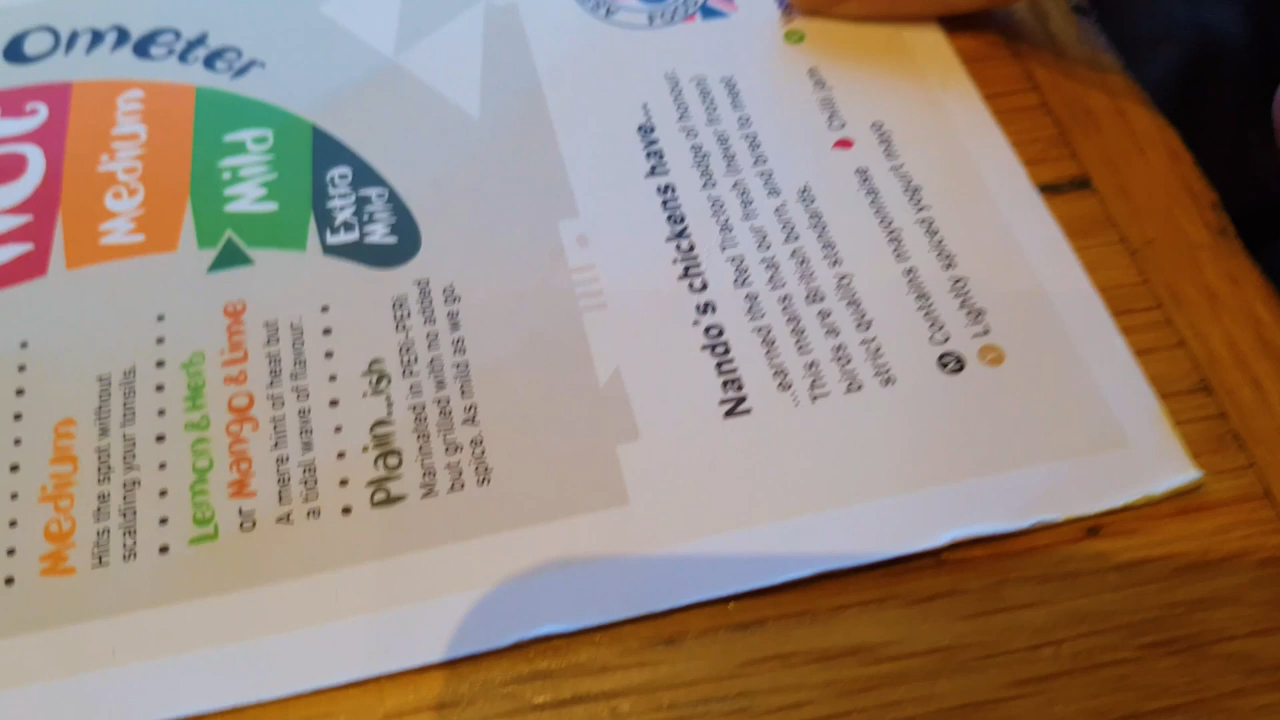 ometer
HOT
Medium
Mild
Extra
Mild
Medium
Hits the spot without
scalding your tonsils.
Lemon & Herb
or Mango & Lime
A mere hint of heat but
a tidal wave of flavour.
Plain...ish
Marinated in PERi-PERi
but grilled with no added
spice. As mild as we go.
Nando's chickens have...
...earned the Red Tractor badge of honour.
This means that our fresh (never frozen)
birds are British born, and bred to meet
strict quality standards.
Chilli jam
Contains mayonnaise
Lightly spiced yogurt mayo